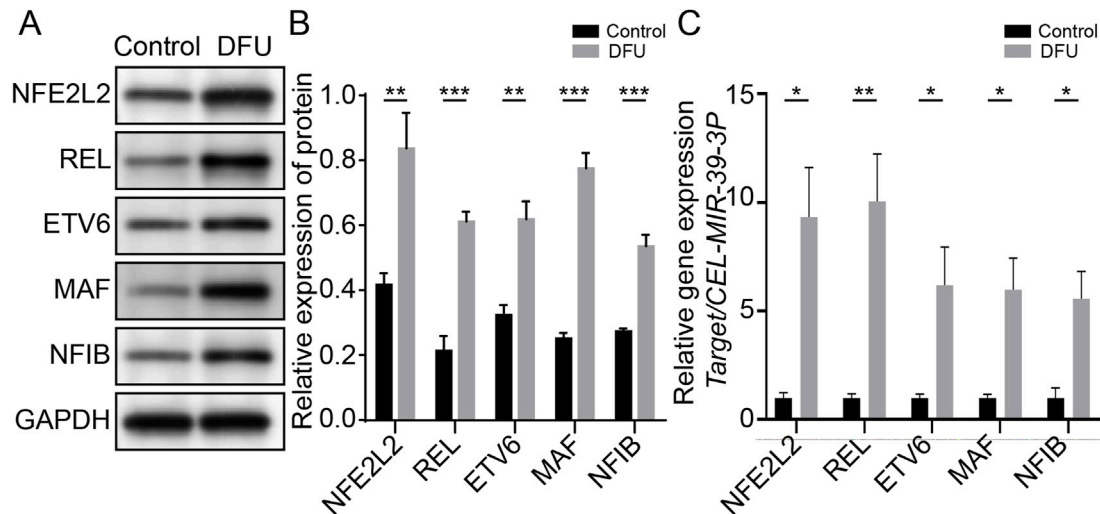 A
Control DFU
NFE2L2
REL
ETV6
MAF
NFIB
GAPDH
B
Control
DFU
Relative expression of protein
1.0
0.8
0.6
0.4
0.2
0.0
** *** ** *** ***
NFE2L2 REL ETV6 MAF NFIB
C
Control
DFU
Relative gene expression
Target/CEL-MIR-39-3P
15
10
5
0
* ** * * *
NFE2L2 REL ETV6 MAF NFIB